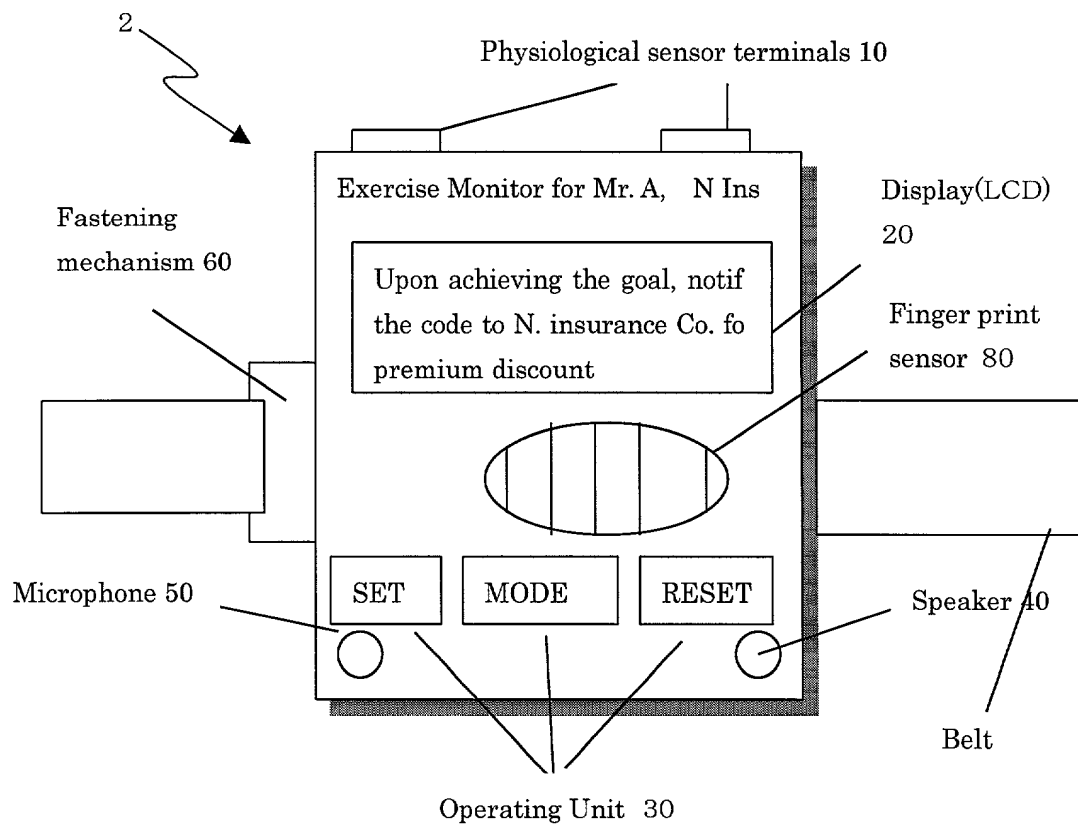 2
Physiological sensor terminals 10
Exercise Monitor for Mr. A, N Ins
Display(LCD)
20
Fastening
mechanism 60
Upon achieving the goal, notif
the code to N. insurance Co. fo
premium discount
Finger print
sensor 80
Microphone 50
SET
MODE
RESET
Speaker 40
Belt
Operating Unit 30